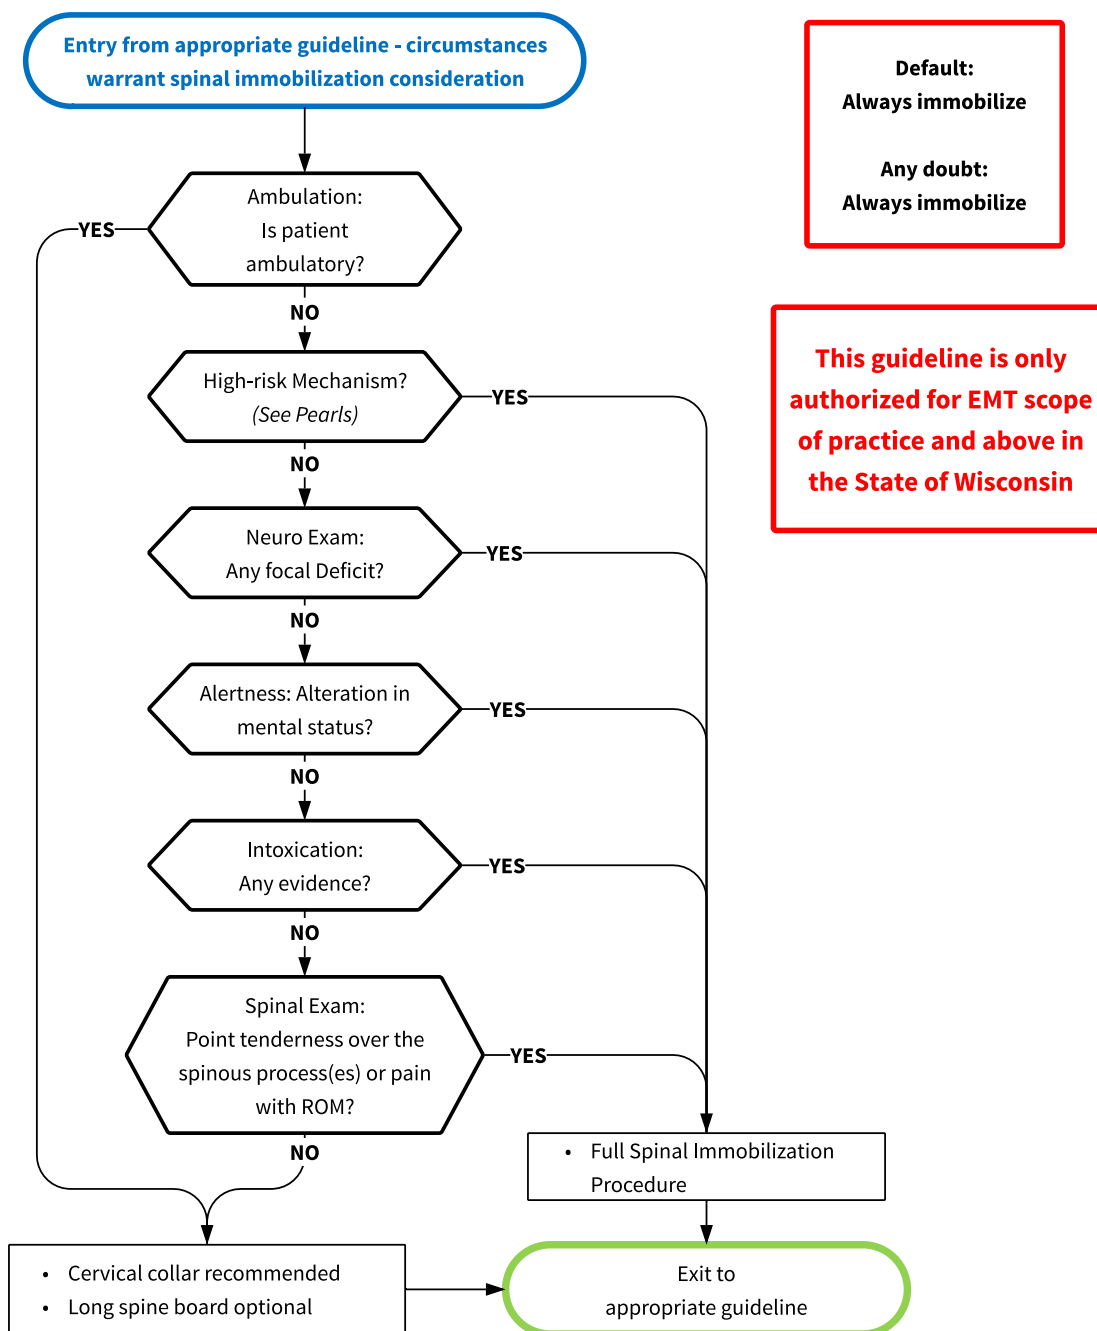 Entry from appropriate guideline - circumstances
warrant spinal immobilization consideration
Default:
Always immobilize
Any doubt:
Always immobilize
Ambulation:
Is patient
ambulatory?
YES
NO
This guideline is only
authorized for EMT scope
of practice and above in
the State of Wisconsin
High-risk Mechanism?
(See Pearls)
YES
NO
Neuro Exam:
Any focal Deficit?
YES
NO
Alertness: Alteration in
mental status?
YES
NO
Intoxication:
Any evidence?
YES
NO
Spinal Exam:
Point tenderness over the
spinous process(es) or pain
with ROM?
YES
NO
• Full Spinal Immobilization
Procedure
• Cervical collar recommended
• Long spine board optional
Exit to
appropriate guideline